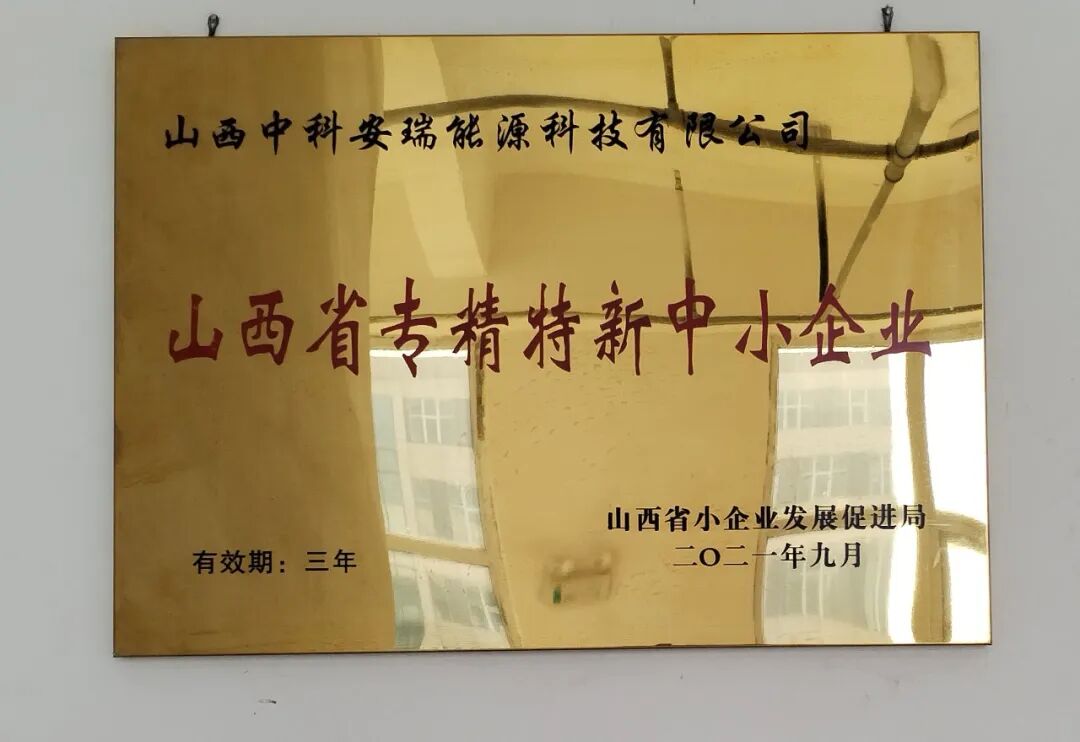 山西中科安瑞能源科技有限公司
山西省专精特新中小企业
山西省小企业发展促进局
有效期：三年
二〇二一年九月